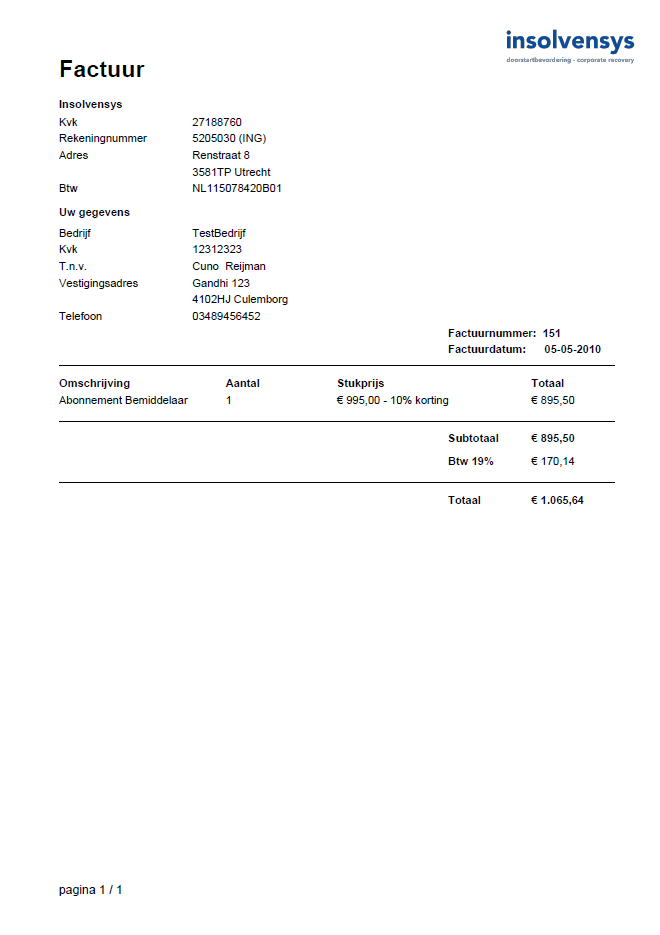 insolvensys
doorstartbevordering - corporate recovery
Factuur
Insolvensys
Kvk 27188760
Rekeningnummer 5205030 (ING)
Adres Renstraat 8
3581TP Utrecht
Btw NL115078420B01
Uw gegevens
Bedrijf TestBedrijf
Kvk 12312323
T.n.v. Cuno Reijman
Vestigingsadres Gandhi 123
4102HJ Culemborg
Telefoon 03489456452
Factuurnummer: 151
Factuurdatum: 05-05-2010
Omschrijving Aantal Stukprijs Totaal
Abonnement Bemiddelaar 1 € 995,00 - 10% korting € 895,50
Subtotaal € 895,50
Btw 19% € 170,14
Totaal € 1.065,64
pagina 1 / 1